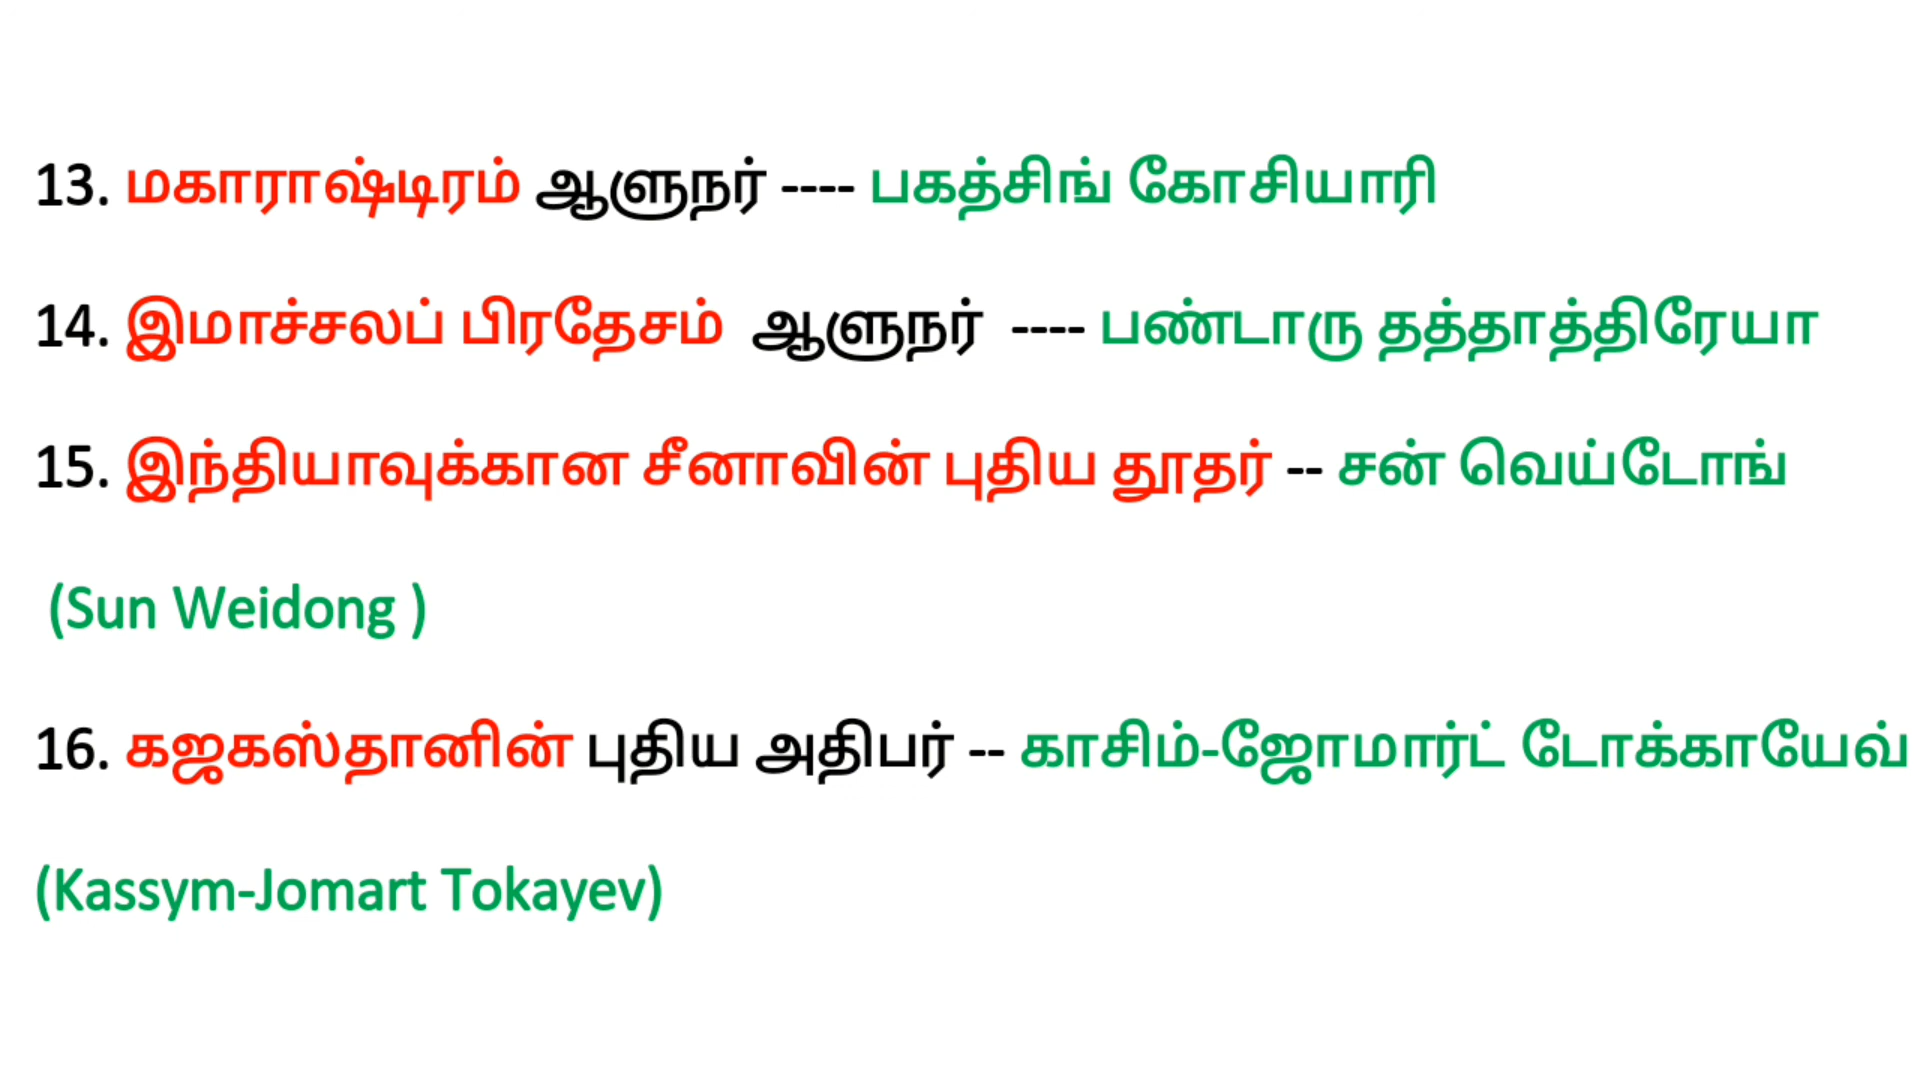 13. மகாராஷ்டிரம் ஆளுநர் ---- பகத்சிங் கோசியாரி
14. இமாச்சலப் பிரதேசம் ஆளுநர் ---- பண்டாரு தத்தாத்திரேயா
15. இந்தியாவுக்கான சீனாவின் புதிய தூதர் -- சன் வெய்டோங்
(Sun Weidong )
16. கஜகஸ்தானின் புதிய அதிபர் -- காசிம்-ஜோமார்ட் டோக்காயேவ்
(Kassym-Jomart Tokayev)